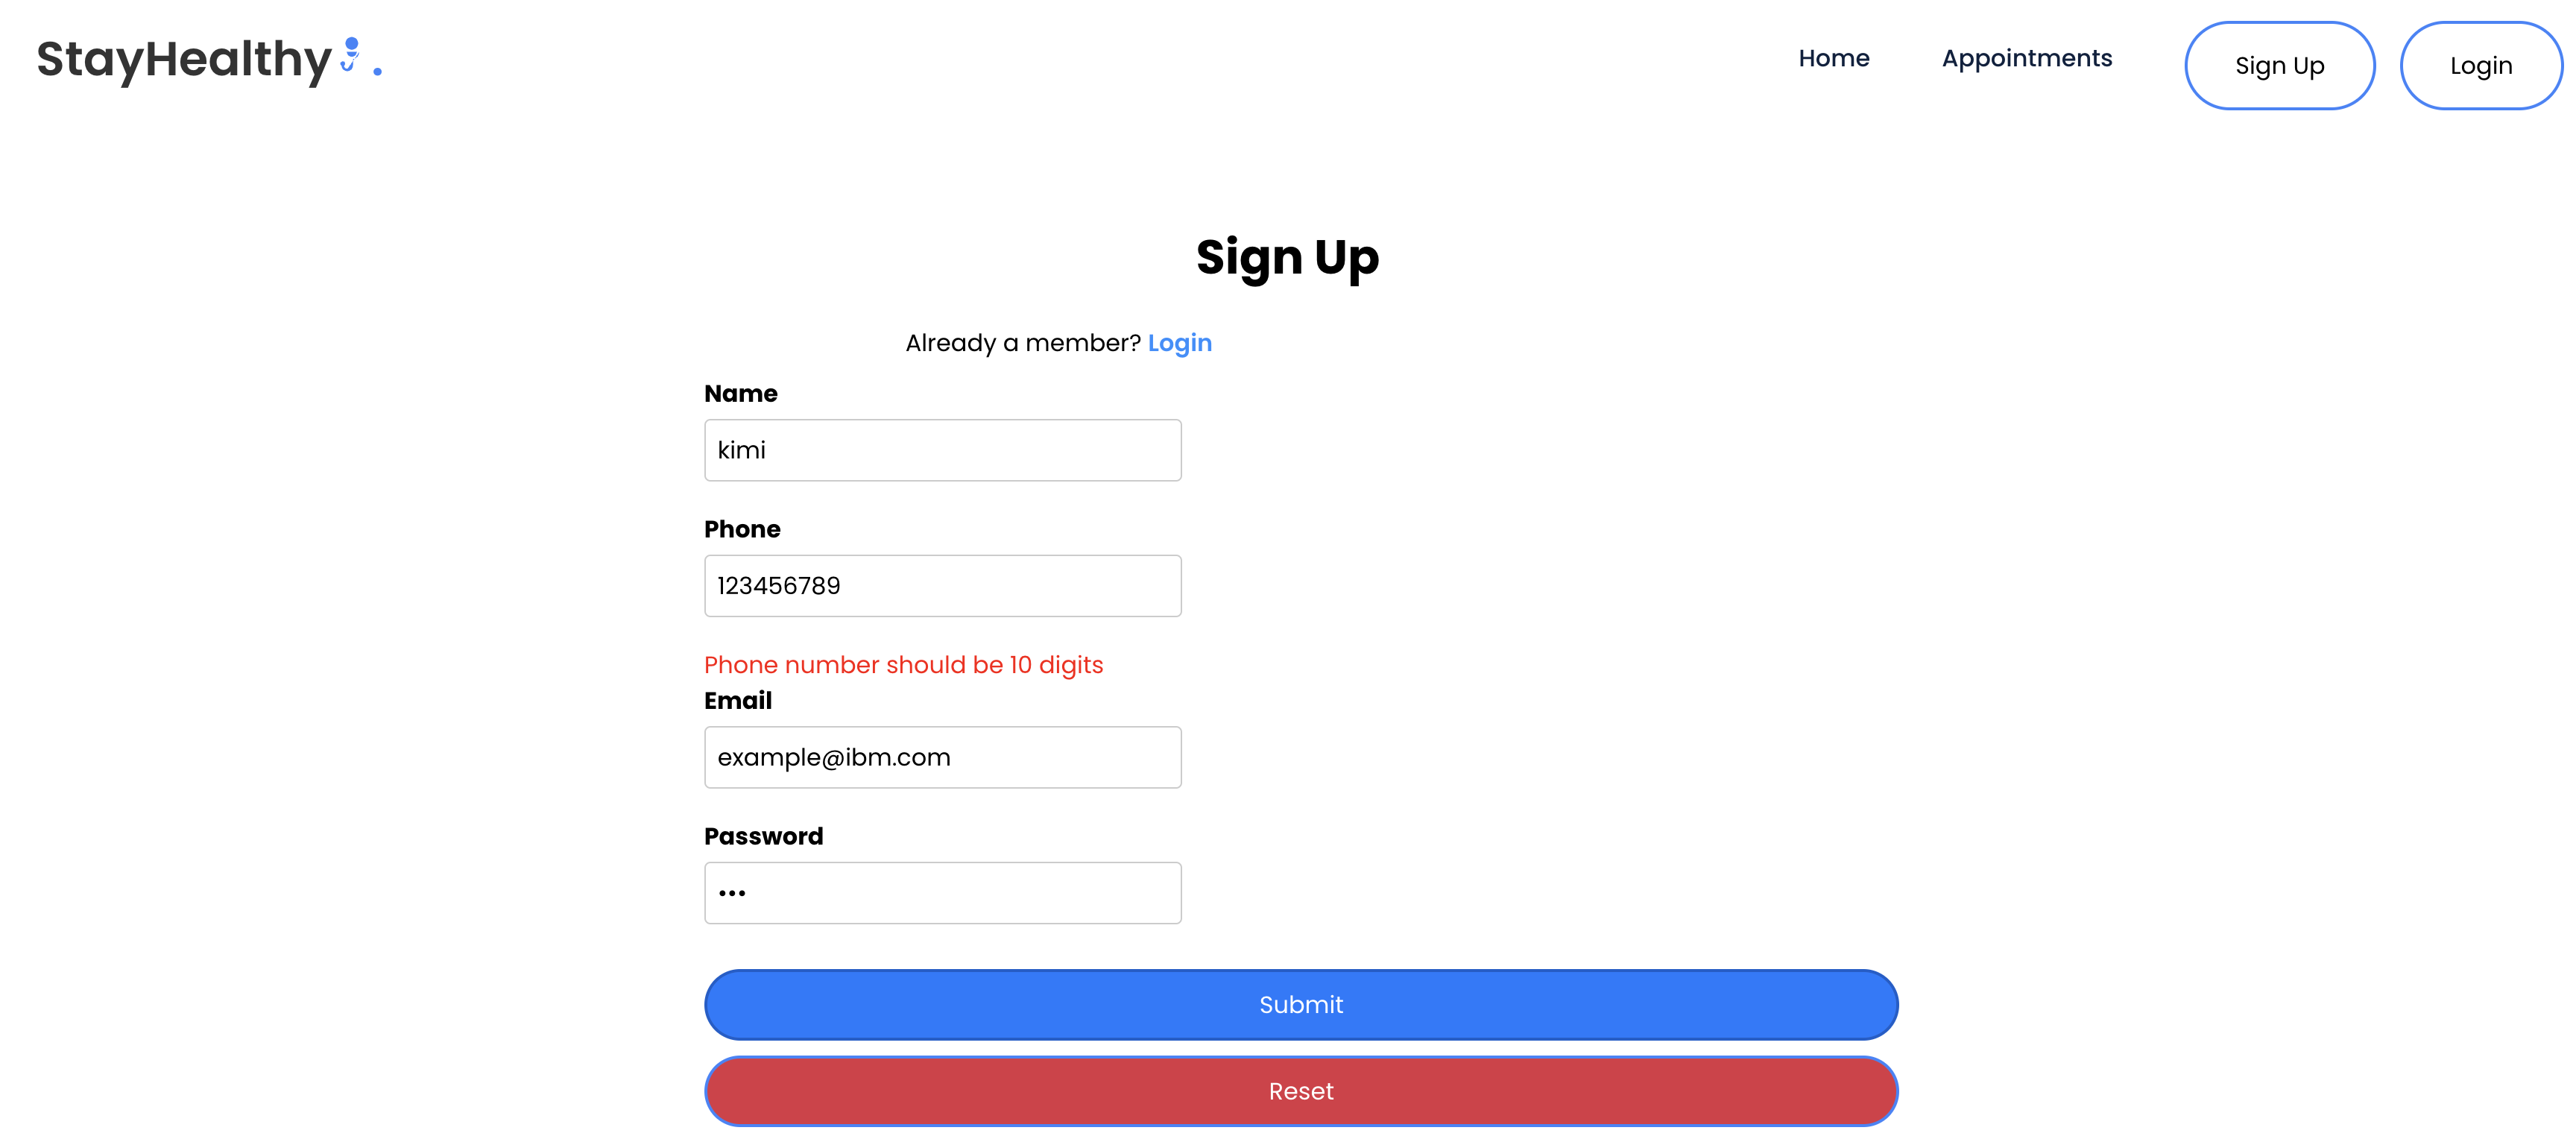 StayHealthy
Home Appointments Sign Up Login
Sign Up
Already a member? Login
Name
kimi
Phone
123456789
Phone number should be 10 digits
Email
example@ibm.com
Password
•••
Submit
Reset